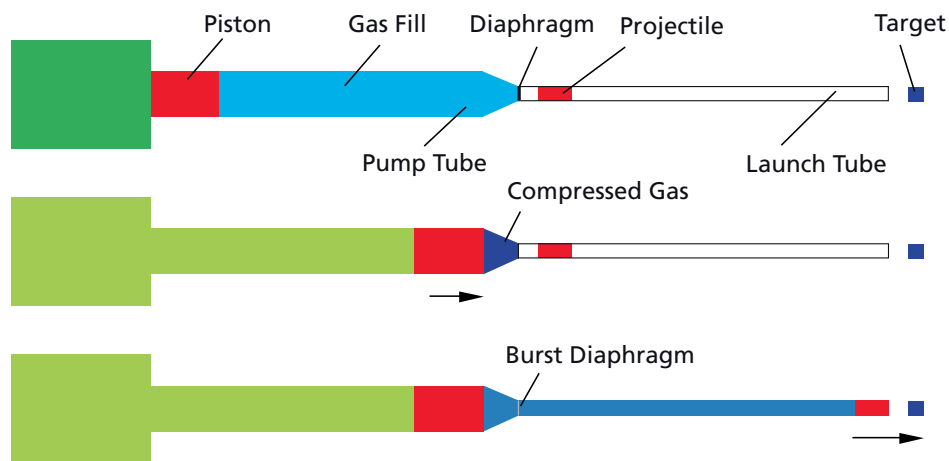 Piston
Gas Fill
Diaphragm
Projectile
Target
Pump Tube
Launch Tube
Compressed Gas
Burst Diaphragm